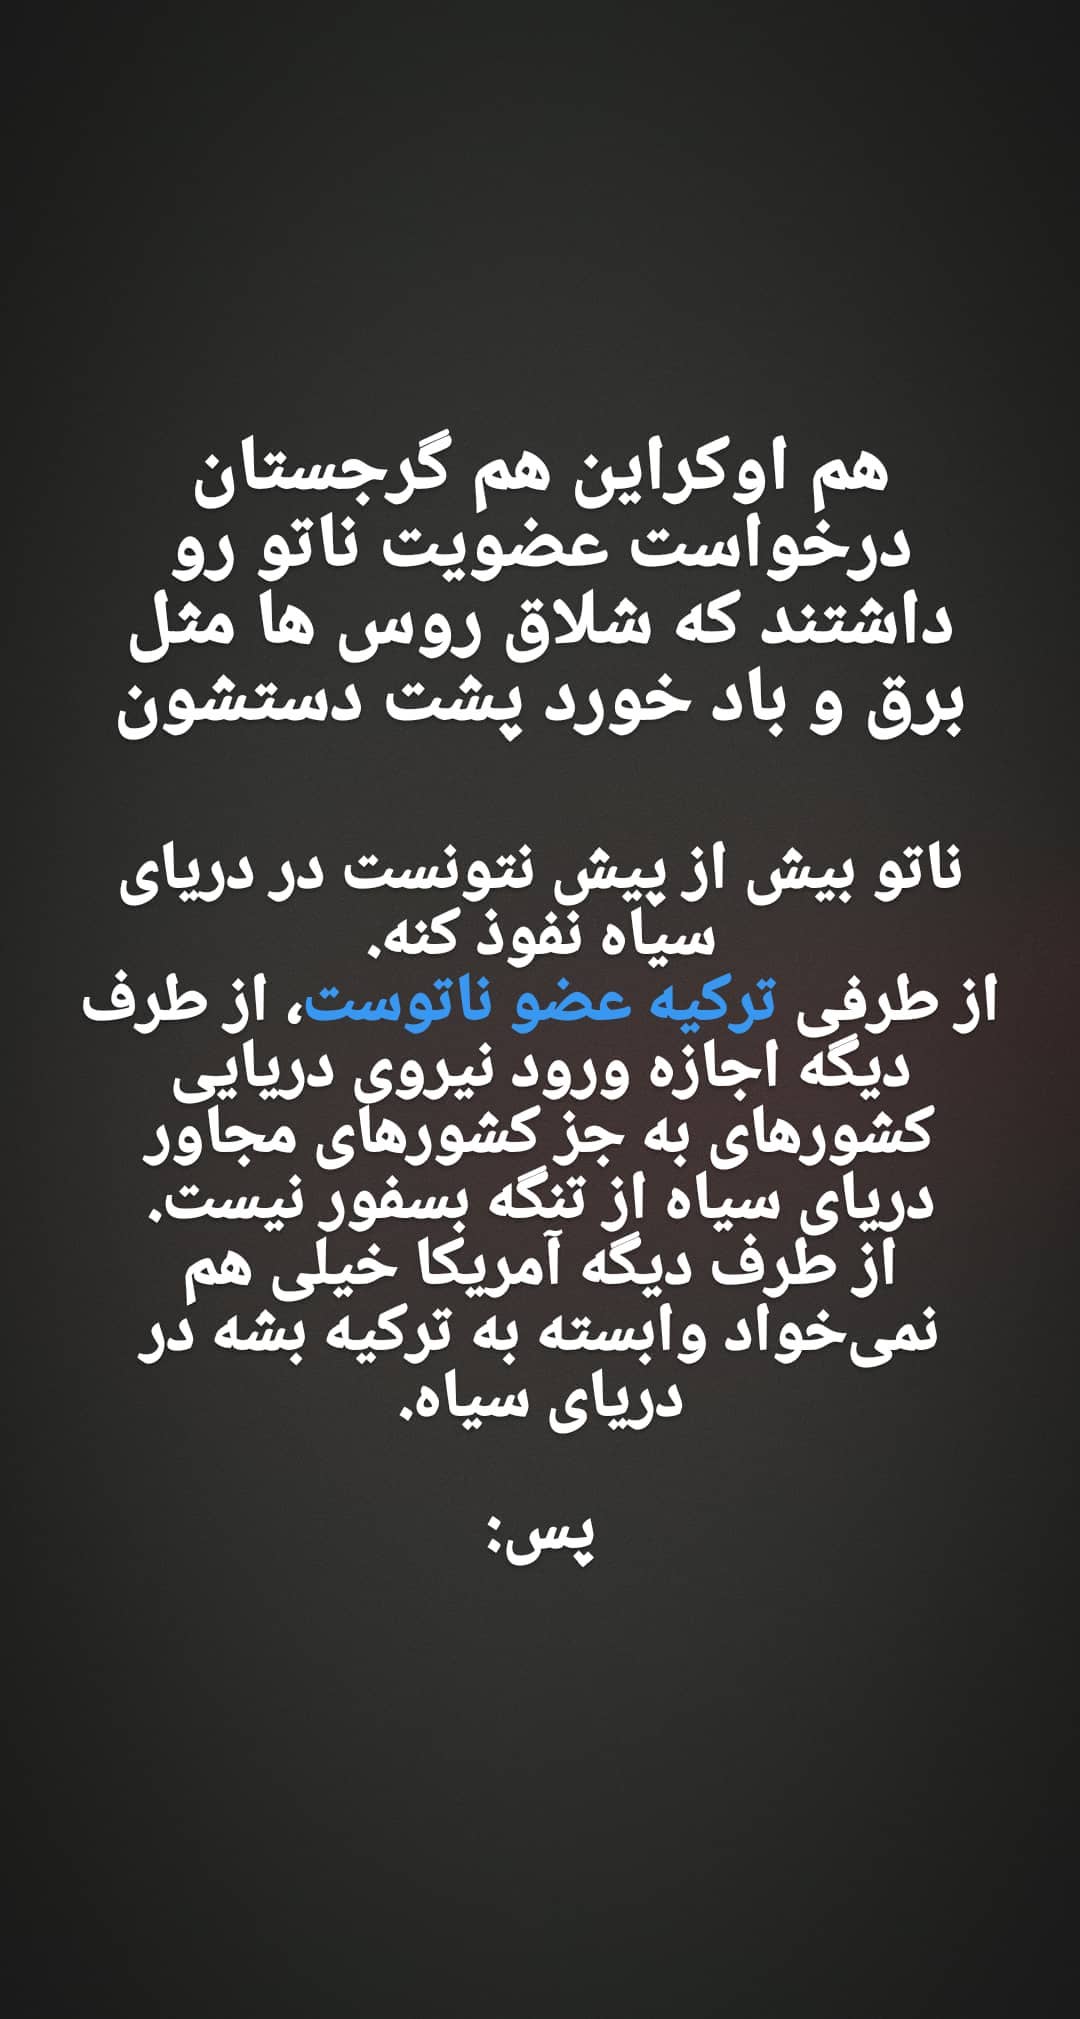 هم اوکراین هم گرجستان
درخواست عضویت ناتو رو
داشتند که شلاق روس ها مثل
برق و باد خورد پشت دستشون
ناتو بیش از پیش نتونست در دریای
سیاه نفوذ کنه.
از طرفی ترکیه عضو ناتوست، از طرف
دیگه اجازه ورود نیروی دریایی
کشورهای به جز کشورهای مجاور
دریای سیاه از تنگه بسفور نیست.
از طرف دیگه آمریکا خیلی هم
نمی‌خواد وابسته به ترکیه بشه در
دریای سیاه.
پس: